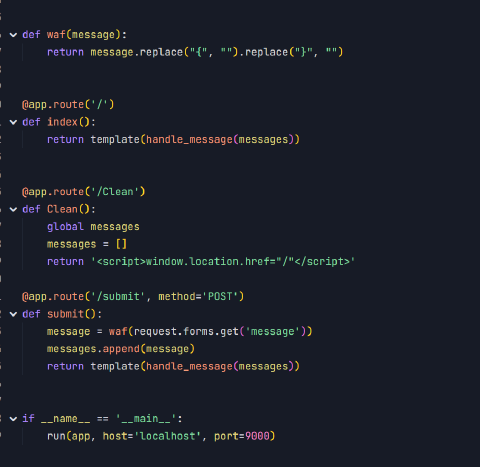 def waf(message):
    return message.replace("{", "").replace("}", "")
@app.route('/')
def index():
    return template(handle_message(messages))
@app.route('/Clean')
def Clean():
    global messages
    messages = []
    return '<script>window.location.href="/"</script>'
@app.route('/submit', method='POST')
def submit():
    message = waf(request.forms.get('message'))
    messages.append(message)
    return template(handle_message(messages))
if __name__ == '__main__':
    run(app, host='localhost', port=9000)